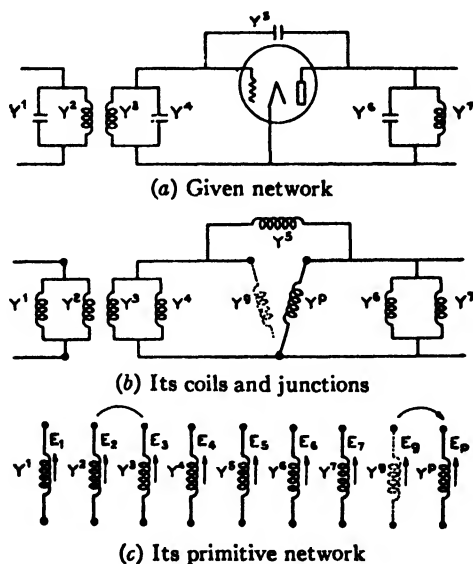 Y⁵
Y¹ Y² Y³ Y⁴ Y⁶ Y⁷
(a) Given network
Y⁵
Y¹ Y² Y³ Y⁴ Yg Yp Y⁶ Y⁷
(b) Its coils and junctions
E₁ E₂ E₃ E₄ E₅ E₆ E₇ Eg Ep
Y¹ Y² Y³ Y⁴ Y⁵ Y⁶ Y⁷ Yg Yp
(c) Its primitive network